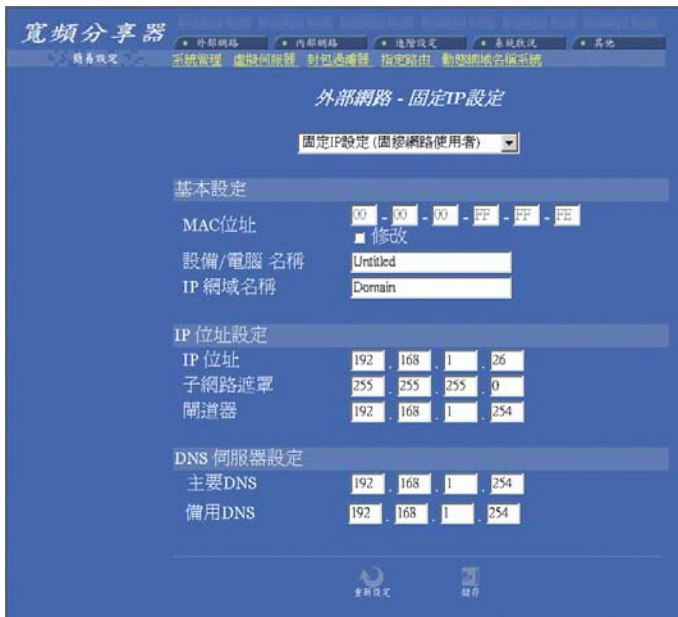 寬頻分享器
外部網路 內部網路 進階設定 系統狀況 其他
簡易設定 系統管理 虛擬伺服器 封包過濾器 指定路由 動態網域名稱系統
外部網路 - 固定IP設定
固定IP設定 (固接網路使用者)
基本設定
MAC位址 00 - 00 - 00 - FF - FF - FE
修改
設備/電腦 名稱 Untitled
IP 網域名稱 Domain
IP 位址設定
IP 位址 192 . 168 . 1 . 26
子網路遮罩 255 . 255 . 255 . 0
閘道器 192 . 168 . 1 . 254
DNS 伺服器設定
主要DNS 192 . 168 . 1 . 254
備用DNS 192 . 168 . 1 . 254
重新設定 儲存